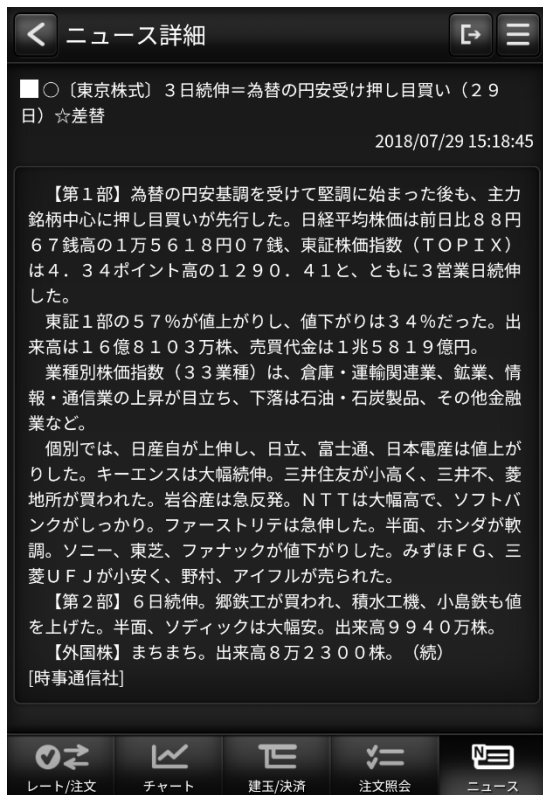 ニュース詳細
○〔東京株式〕３日続伸＝為替の円安受け押し目買い（２９
日）☆差替
2018/07/29 15:18:45
【第１部】為替の円安基調を受けて堅調に始まった後も、主力
銘柄中心に押し目買いが先行した。日経平均株価は前日比８８円
６７銭高の１万５６１８円０７銭、東証株価指数（ＴＯＰＩＸ）
は４．３４ポイント高の１２９０．４１と、ともに３営業日続伸
した。
東証１部の５７％が値上がりし、値下がりは３４％だった。出
来高は１６億８１０３万株、売買代金は１兆５８１９億円。
業種別株価指数（３３業種）は、倉庫・運輸関連業、鉱業、情
報・通信業の上昇が目立ち、下落は石油・石炭製品、その他金融
業など。
個別では、日産自が上伸し、日立、富士通、日本電産は値上が
りした。キーエンスは大幅続伸。三井住友が小高く、三井不、菱
地所が買われた。岩谷産は急反発。ＮＴＴは大幅高で、ソフトバ
ンクがしっかり。ファーストリテは急伸した。半面、ホンダが軟
調。ソニー、東芝、ファナックが値下がりした。みずほＦＧ、三
菱ＵＦＪが小安く、野村、アイフルが売られた。
【第２部】６日続伸。郷鉄工が買われ、積水工機、小島鉄も値
を上げた。半面、ソディックは大幅安。出来高９９４０万株。
【外国株】まちまち。出来高８万２３００株。（続）
[時事通信社]
レート/注文
チャート
建玉/決済
注文照会
N
ニュース